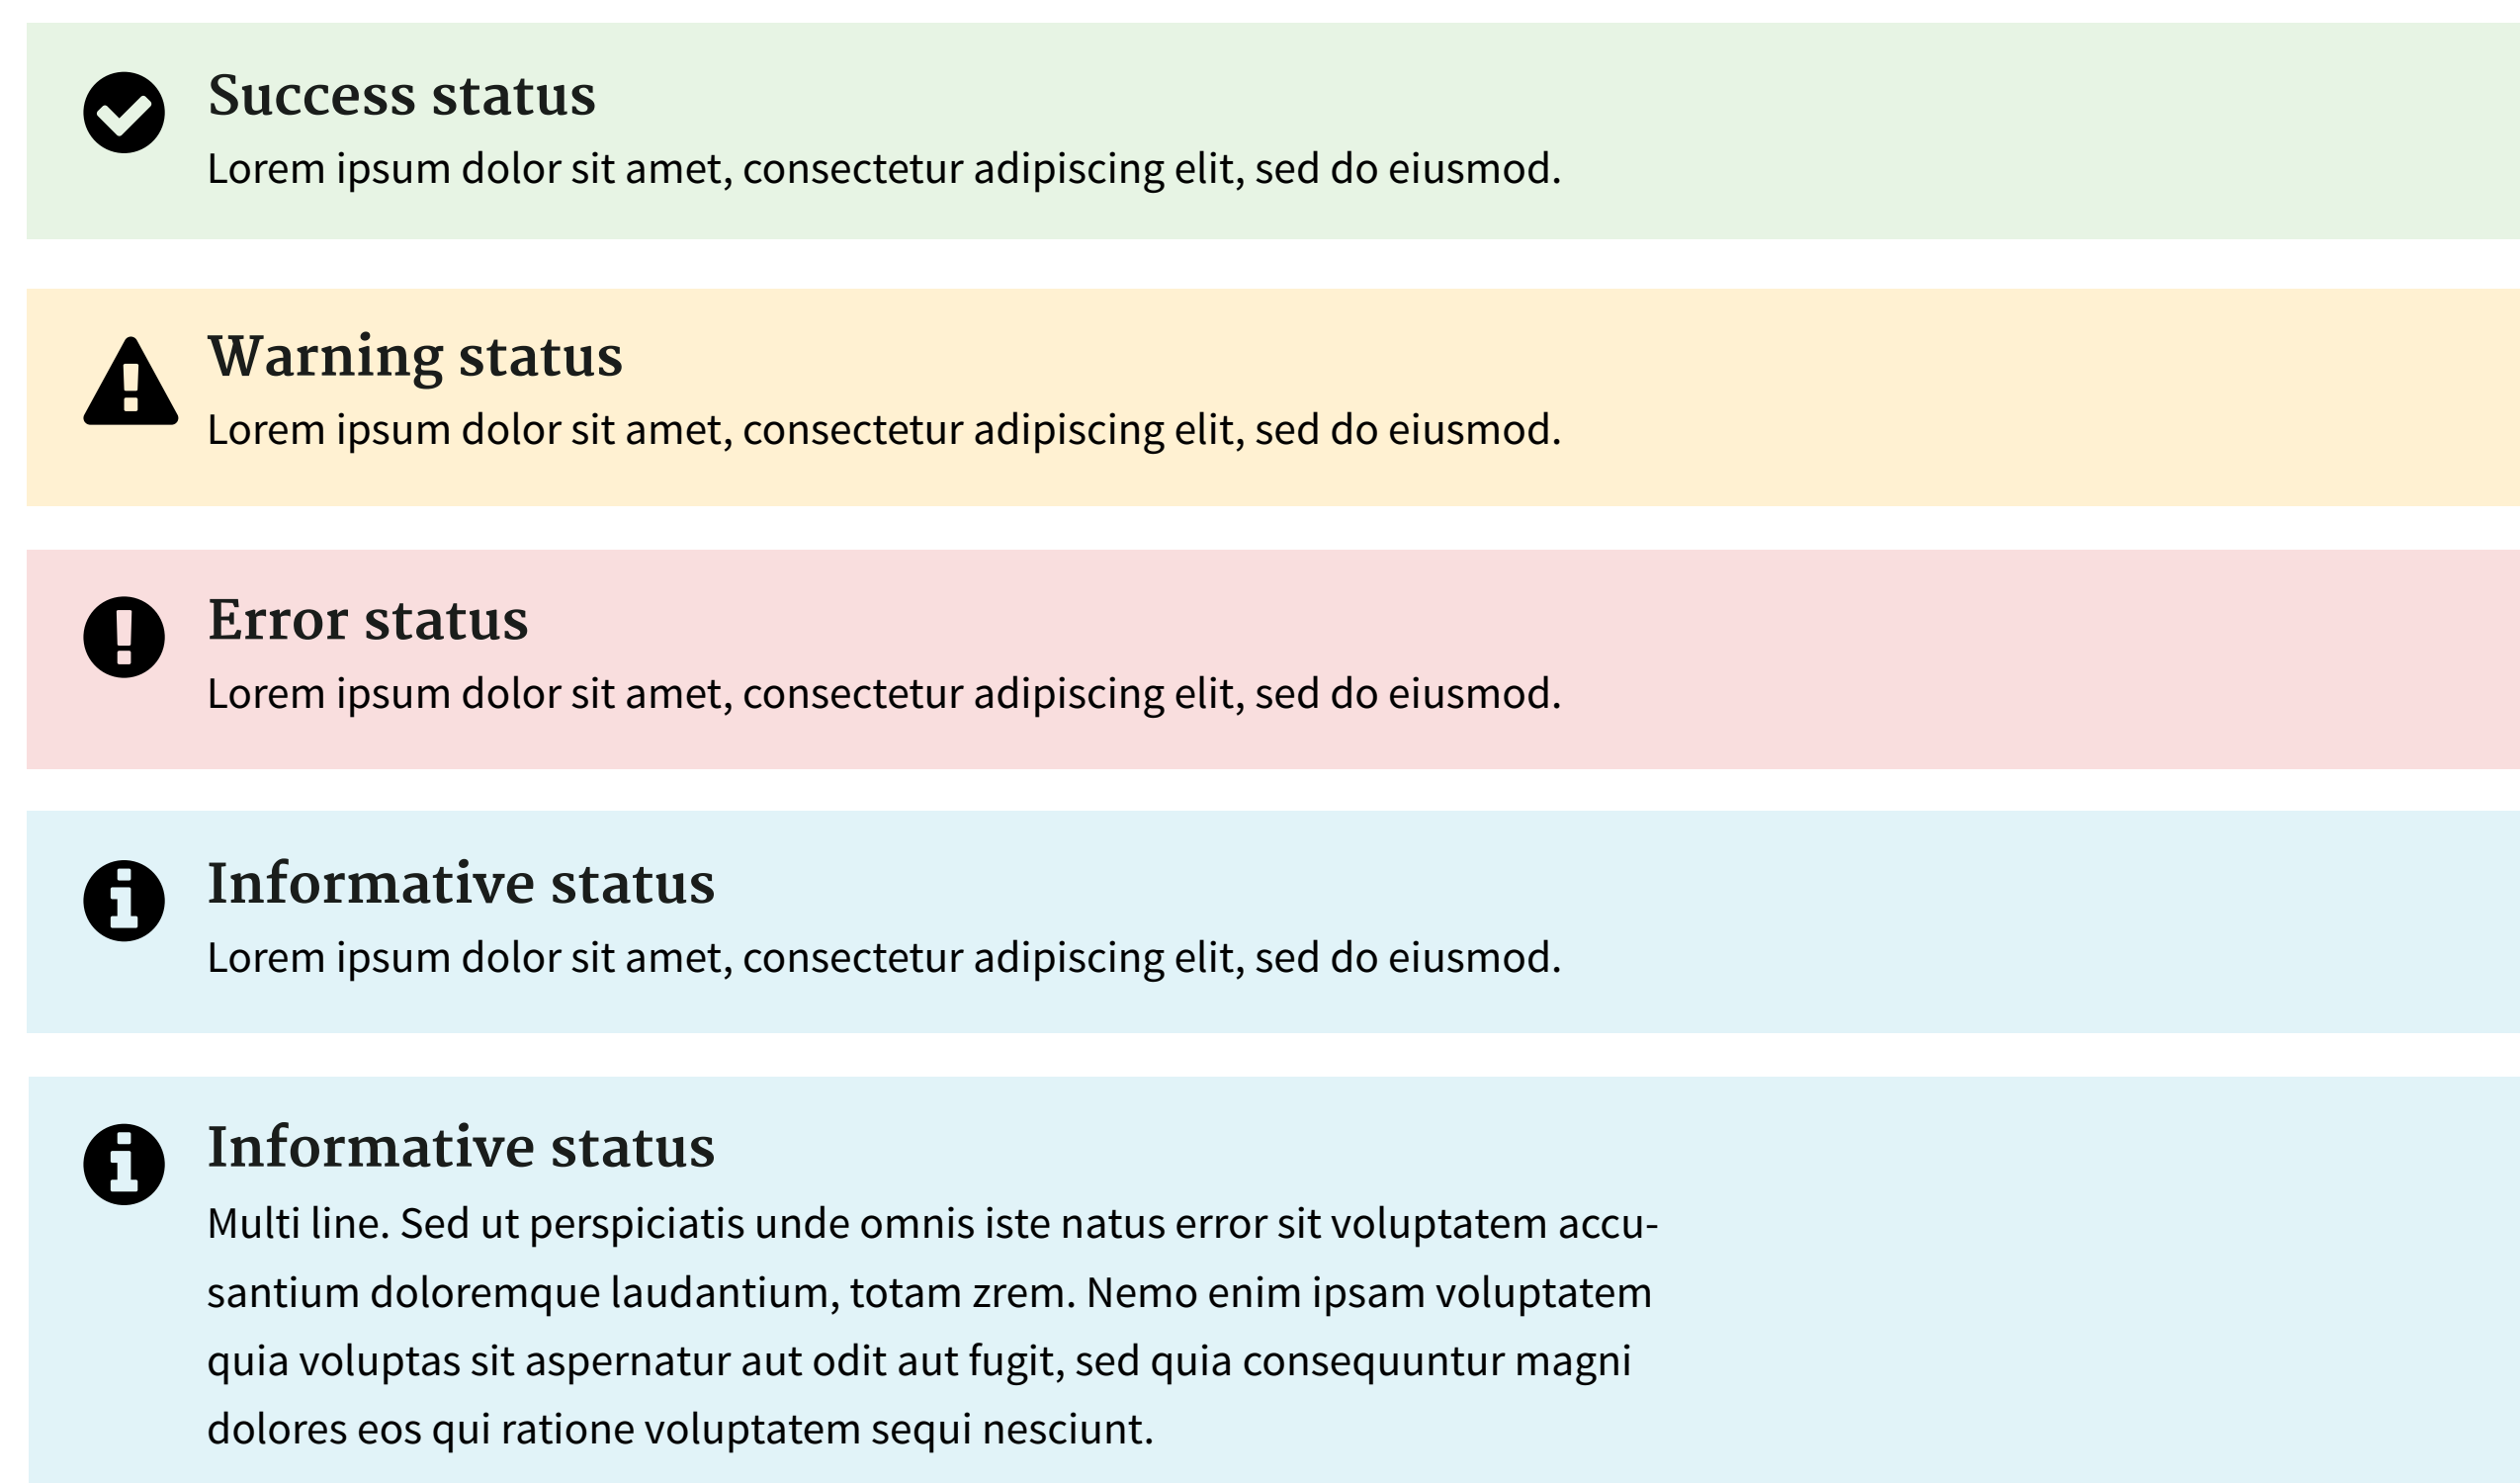 Success status
Lorem ipsum dolor sit amet, consectetur adipiscing elit, sed do eiusmod.
Warning status
Lorem ipsum dolor sit amet, consectetur adipiscing elit, sed do eiusmod.
Error status
Lorem ipsum dolor sit amet, consectetur adipiscing elit, sed do eiusmod.
Informative status
Lorem ipsum dolor sit amet, consectetur adipiscing elit, sed do eiusmod.
Informative status
Multi line. Sed ut perspiciatis unde omnis iste natus error sit voluptatem accu-
santium doloremque laudantium, totam zrem. Nemo enim ipsam voluptatem
quia voluptas sit aspernatur aut odit aut fugit, sed quia consequuntur magni
dolores eos qui ratione voluptatem sequi nesciunt.